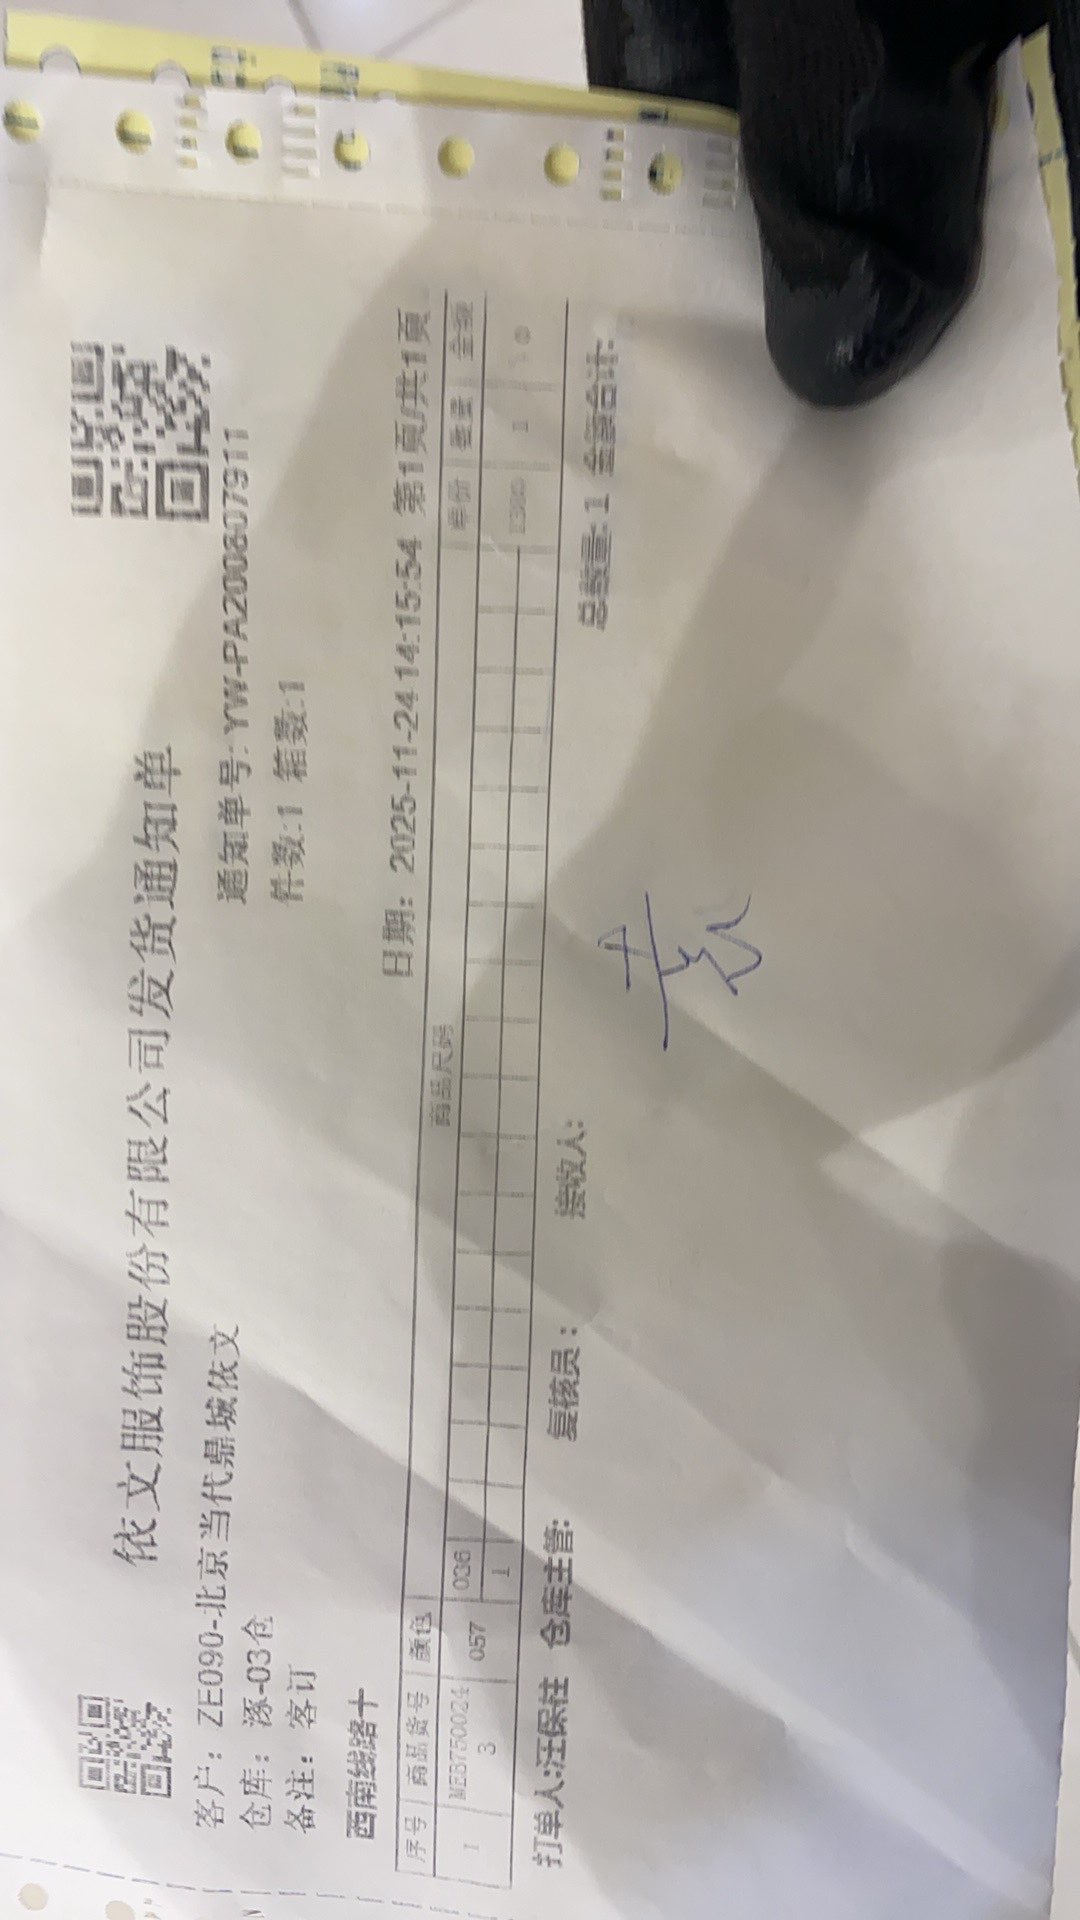 依文服饰股份有限公司发货通知单
客户：ZE090-北京当代鼎城依文
通知单号：YW-PA200807911
仓库：涿-03仓
件数:1 箱数:1
备注：客订
西南线路十
日期：2025-11-24 14:15:54 第1页/共1页
序号 商品货号 颜色 商品尺码 单价 数量 金额
036
1 3 057 1 1
总数量:1 金额合计:
打单人:汪保柱 仓库主管: 复核员: 接收人:
袁